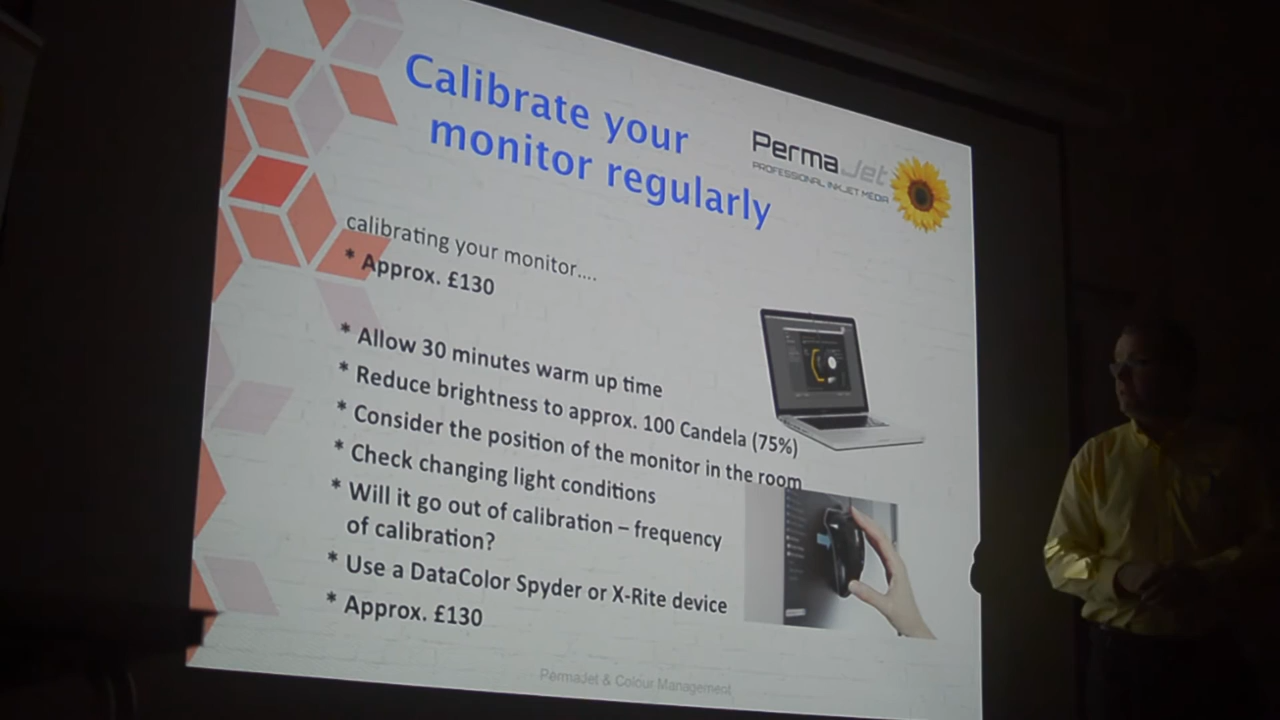 Calibrate your
monitor regularly
PermaJet
PROFESSIONAL INKJET MEDIA
calibrating your monitor....
* Approx. £130
* Allow 30 minutes warm up time
* Reduce brightness to approx. 100 Candela (75%)
* Consider the position of the monitor in the room
* Check changing light conditions
* Will it go out of calibration – frequency
of calibration?
* Use a DataColor Spyder or X-Rite device
* Approx. £130
PermaJet & Colour Management